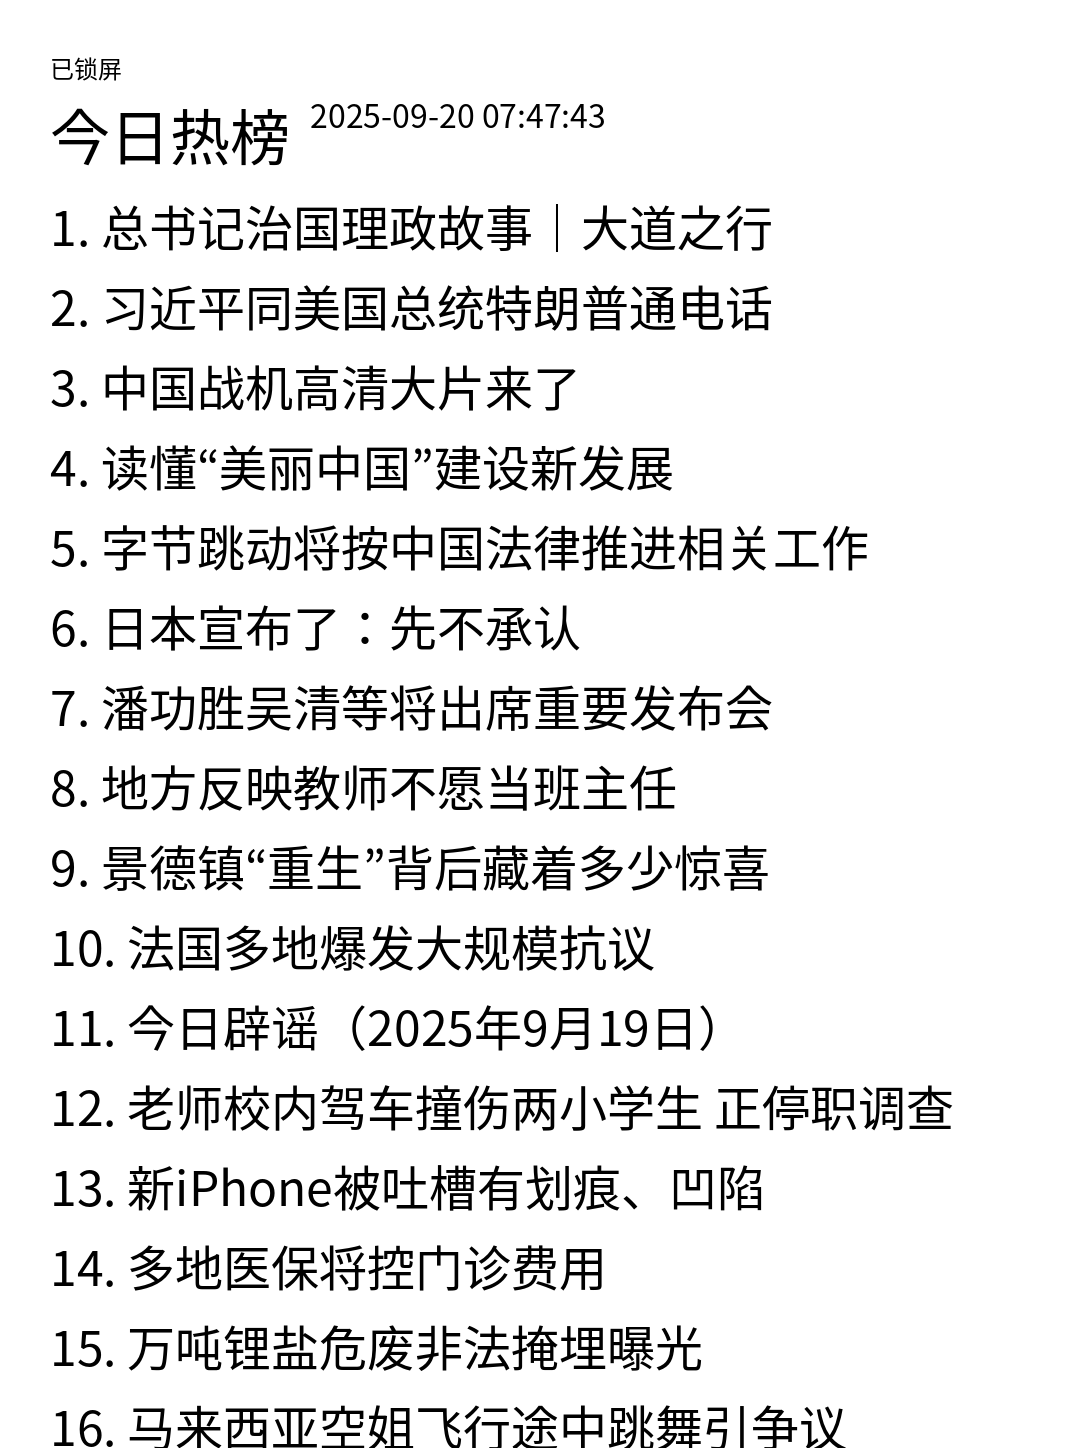 已锁屏
今日热榜 2025-09-20 07:47:43
1. 总书记治国理政故事｜大道之行
2. 习近平同美国总统特朗普通电话
3. 中国战机高清大片来了
4. 读懂“美丽中国”建设新发展
5. 字节跳动将按中国法律推进相关工作
6. 日本宣布了：先不承认
7. 潘功胜吴清等将出席重要发布会
8. 地方反映教师不愿当班主任
9. 景德镇“重生”背后藏着多少惊喜
10. 法国多地爆发大规模抗议
11. 今日辟谣（2025年9月19日）
12. 老师校内驾车撞伤两小学生 正停职调查
13. 新iPhone被吐槽有划痕、凹陷
14. 多地医保将控门诊费用
15. 万吨锂盐危废非法掩埋曝光
16. 马来西亚空姐飞行途中跳舞引争议